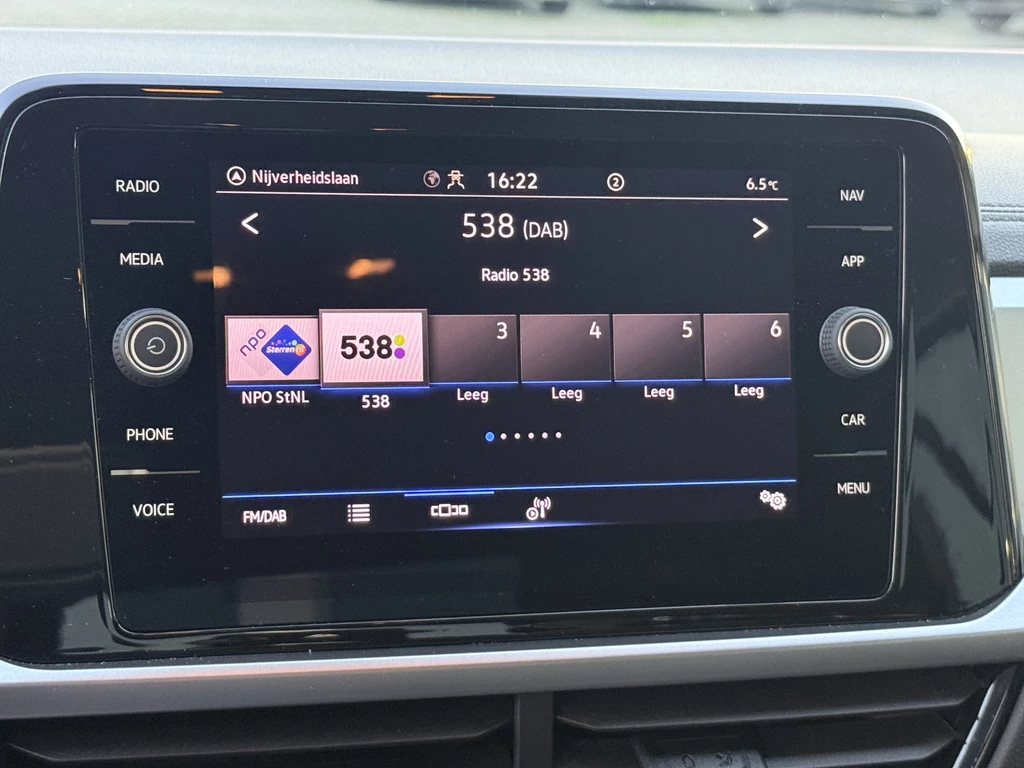 RADIO
MEDIA
PHONE
VOICE
Nijverheidslaan 16:22 2 6.5°C
< 538 (DAB) >
Radio 538
npo Sterren nl 538 3 4 5 6
NPO StNL 538 Leeg Leeg Leeg Leeg
FM/DAB
NAV
APP
CAR
MENU